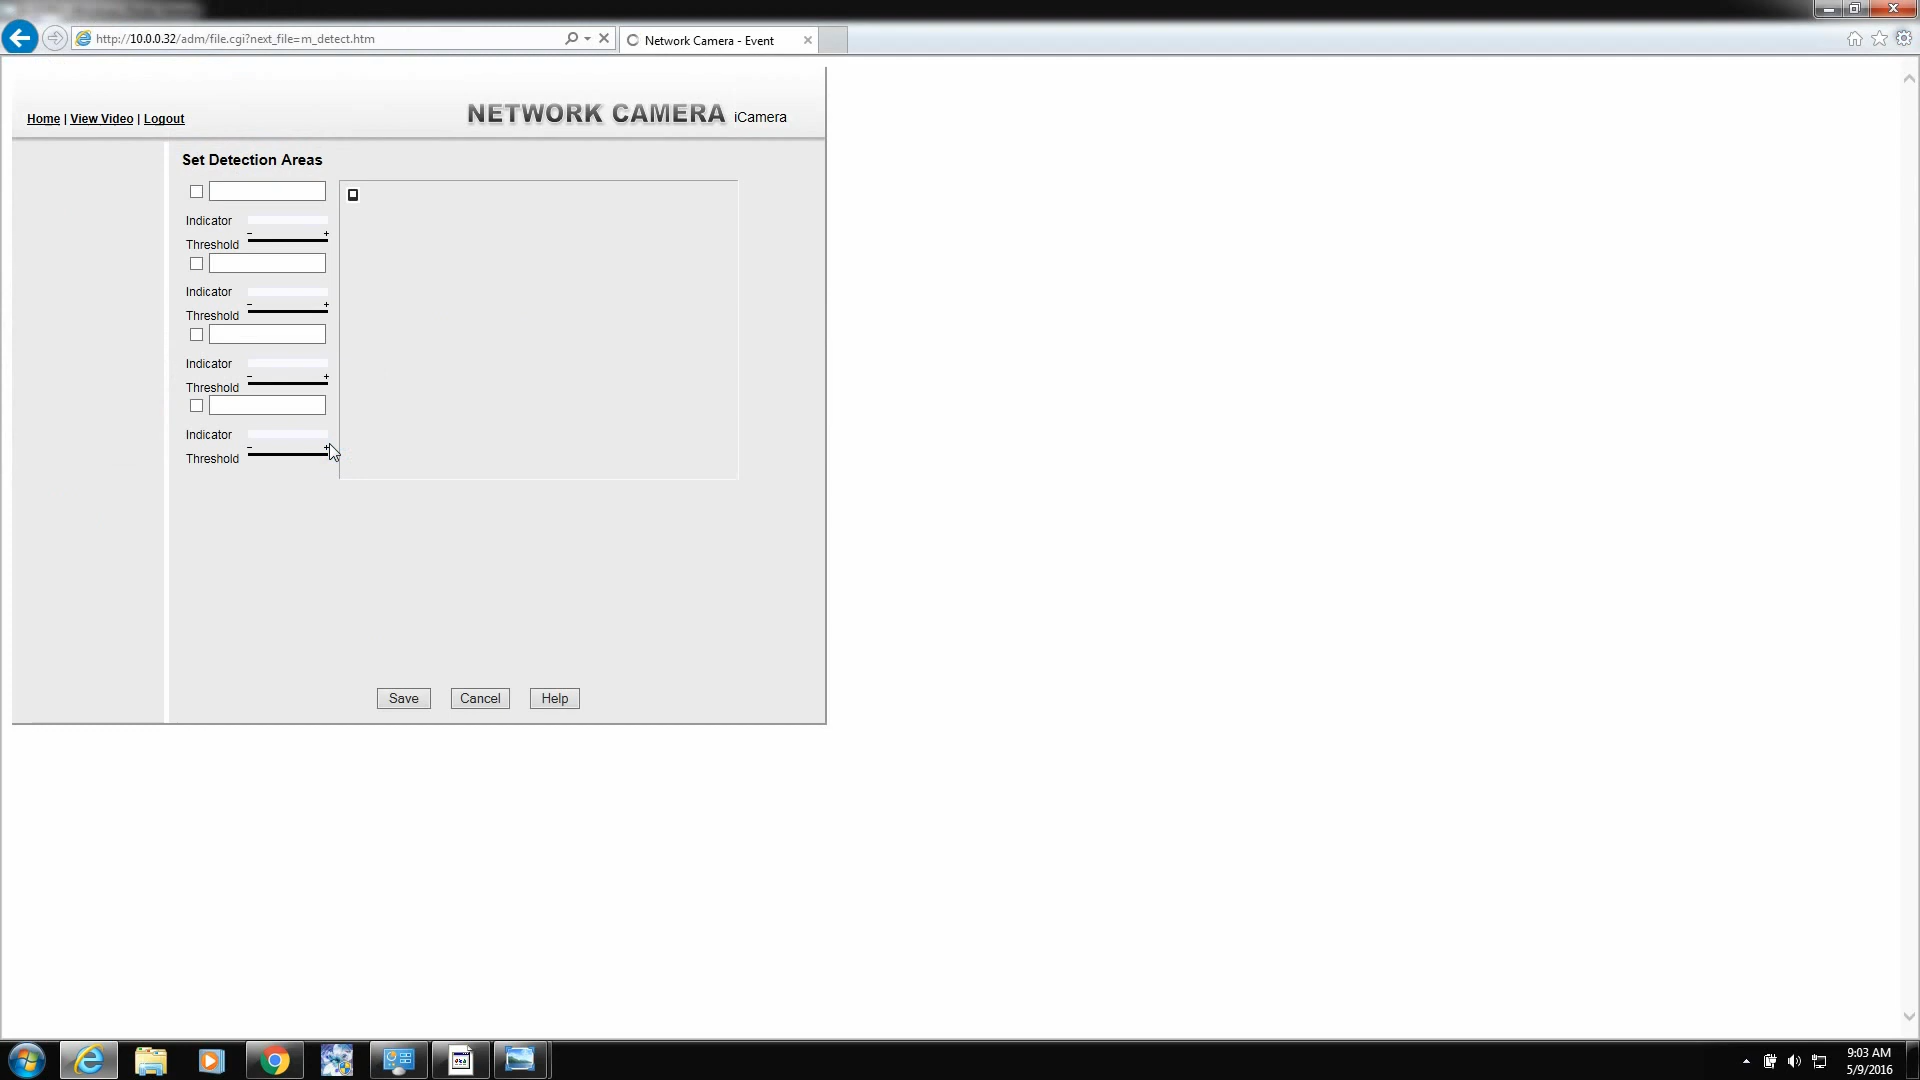 http://10.0.0.32/adm/file.cgi?next_file=m_detect.htm
Network Camera - Event
Home | View Video | Logout
NETWORK CAMERA iCamera
Set Detection Areas
Indicator
- +
Threshold
Indicator
- +
Threshold
Indicator
- +
Threshold
Indicator
- +
Threshold
Save Cancel Help
9:03 AM
5/9/2016